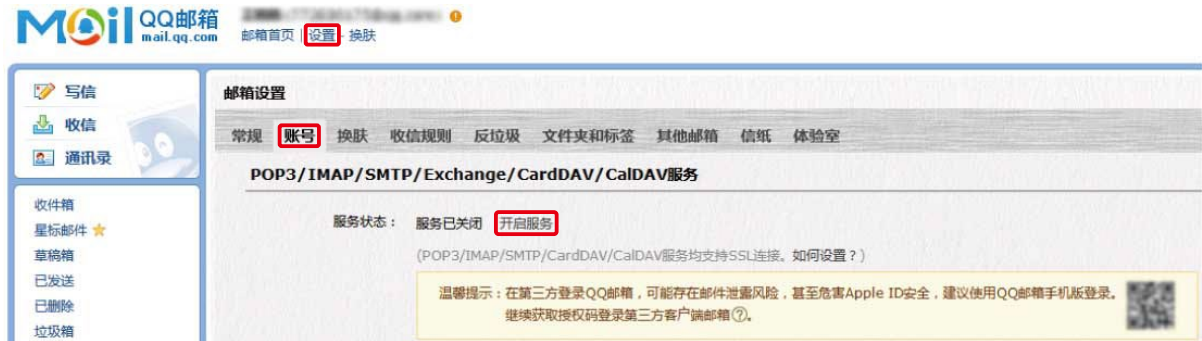 MOil QQ邮箱
mail.qq.com
邮箱首页 | 设置 - 换肤
写信
收信
通讯录
收件箱
星标邮件
草稿箱
已发送
已删除
垃圾箱
邮箱设置
常规 账号 换肤 收信规则 反垃圾 文件夹和标签 其他邮箱 信纸 体验室
POP3/IMAP/SMTP/Exchange/CardDAV/CalDAV服务
服务状态： 服务已关闭 开启服务
(POP3/IMAP/SMTP/CardDAV/CalDAV服务均支持SSL连接。如何设置？)
温馨提示：在第三方登录QQ邮箱，可能存在邮件泄露风险，甚至危害Apple ID安全，建议使用QQ邮箱手机版登录。
继续获取授权码登录第三方客户端邮箱?。